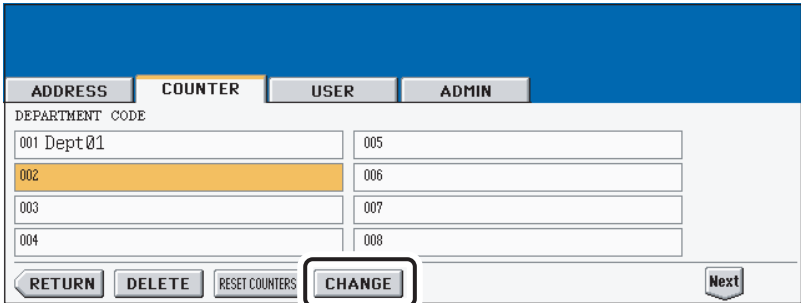 ADDRESS COUNTER USER ADMIN
DEPARTMENT CODE
001 Dept01 005
002 006
003 007
004 008
RETURN DELETE RESET COUNTERS CHANGE Next